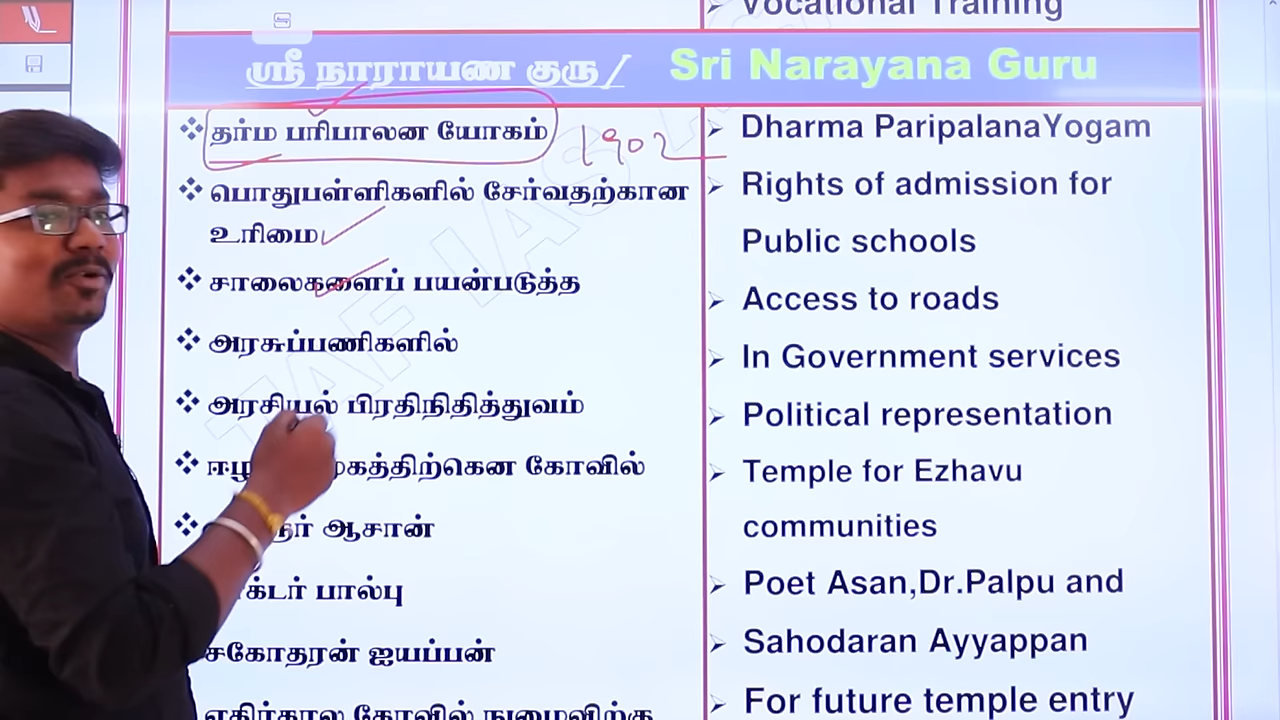 Vocational Training
ஸ்ரீ நாராயண குரு / Sri Narayana Guru
தர்ம பரிபாலன யோகம்
1902
பொதுபள்ளிகளில் சேர்வதற்கான
உரிமை
சாலைகளைப் பயன்படுத்த
அரசுப்பணிகளில்
அரசியல் பிரதிநிதித்துவம்
கோவில்
ஆசான்
பால்பு
சகோதரன் ஐயப்பன்
எதிர்கால கோவில் நுழைவிற்கு
Dharma ParipalanaYogam
Rights of admission for
Public schools
Access to roads
In Government services
Political representation
Temple for Ezhavu
communities
Poet Asan,Dr.Palpu and
Sahodaran Ayyappan
For future temple entry
TAF IAS